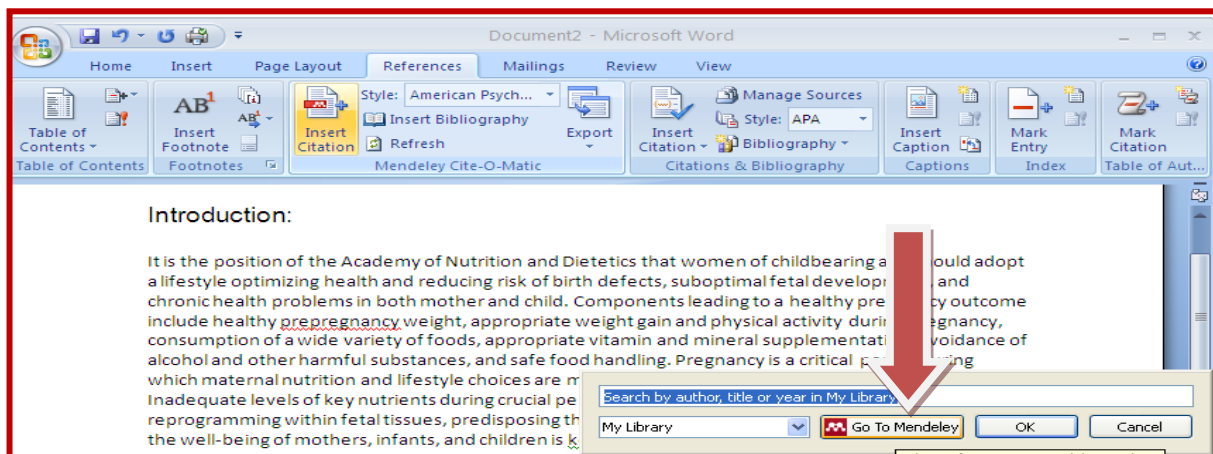 Document2 - Microsoft Word
Home Insert Page Layout References Mailings Review View
Table of Contents
AB1 Insert Footnote
AB
Insert Citation
Style: American Psych...
Insert Bibliography
Refresh
Export
Insert Citation
Manage Sources
Style: APA
Bibliography
Insert Caption
Mark Entry
Mark Citation
Table of Contents Footnotes Mendeley Cite-O-Matic Citations & Bibliography Captions Index Table of Aut...
Introduction:
It is the position of the Academy of Nutrition and Dietetics that women of childbearing a ould adopt
a lifestyle optimizing health and reducing risk of birth defects, suboptimal fetal develop and
chronic health problems in both mother and child. Components leading to a healthy pre cy outcome
include healthy prepregnancy weight, appropriate weight gain and physical activity duri egnancy,
consumption of a wide variety of foods, appropriate vitamin and mineral supplementati voidance of
alcohol and other harmful substances, and safe food handling. Pregnancy is a critical
which maternal nutrition and lifestyle choices are m
Inadequate levels of key nutrients during crucial pe
reprogramming within fetal tissues, predisposing th
the well-being of mothers, infants, and children is k
Search by author, title or year in My Library
My Library Go To Mendeley OK Cancel